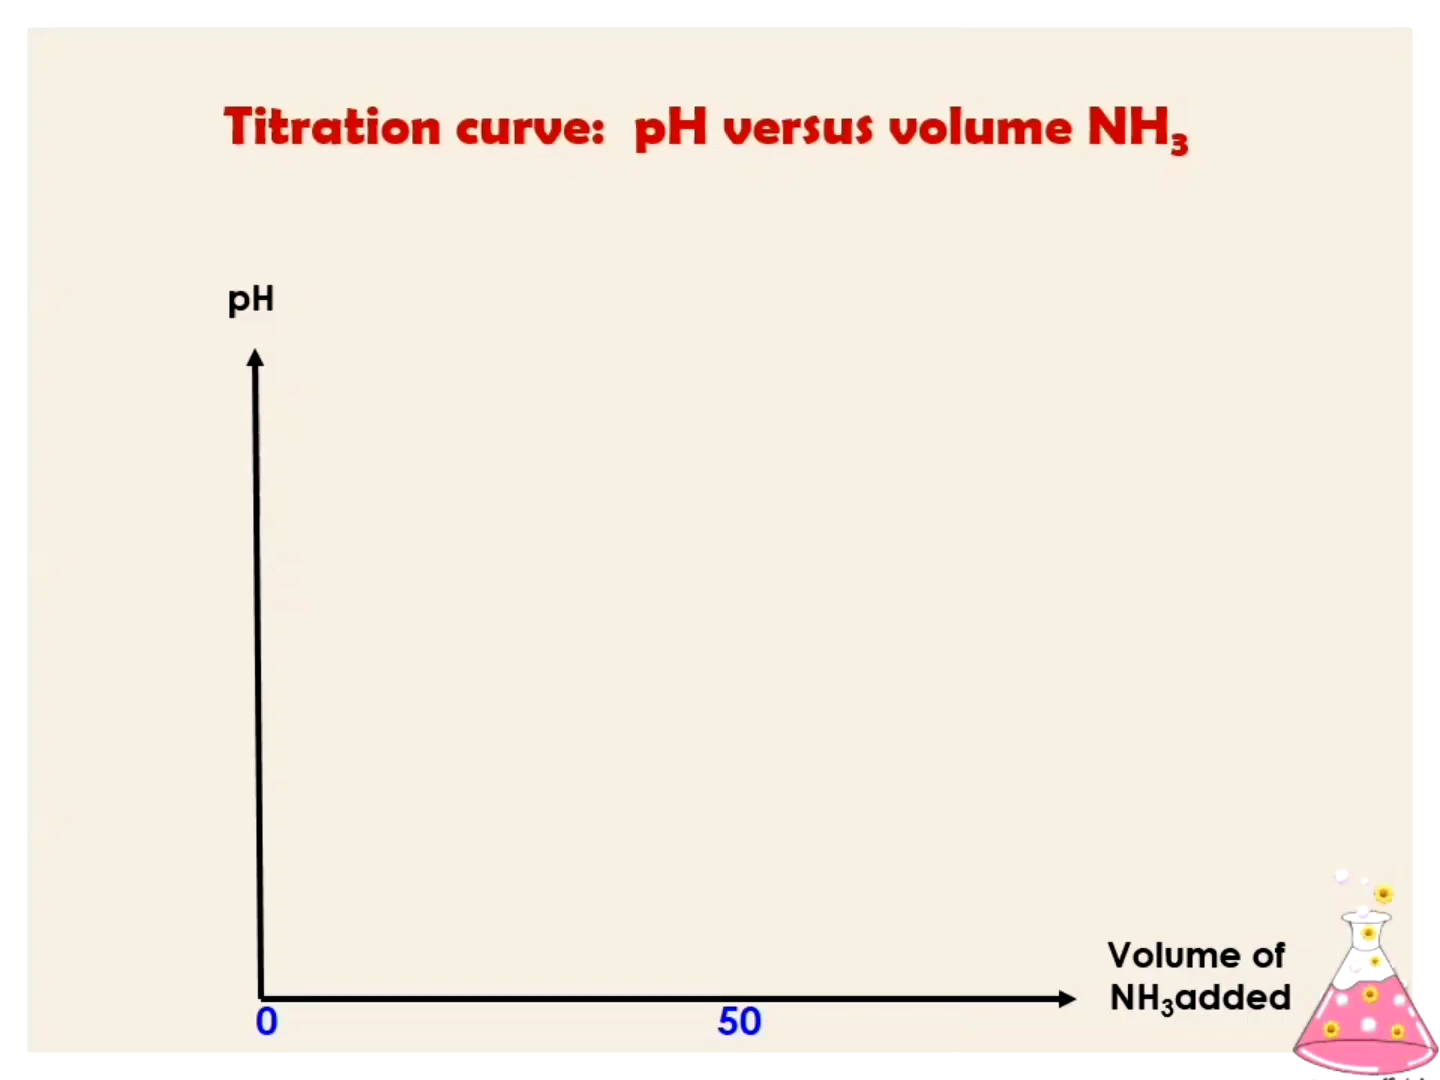 Titration curve: pH versus volume NH₃
pH
Volume of
NH₃added
0
50